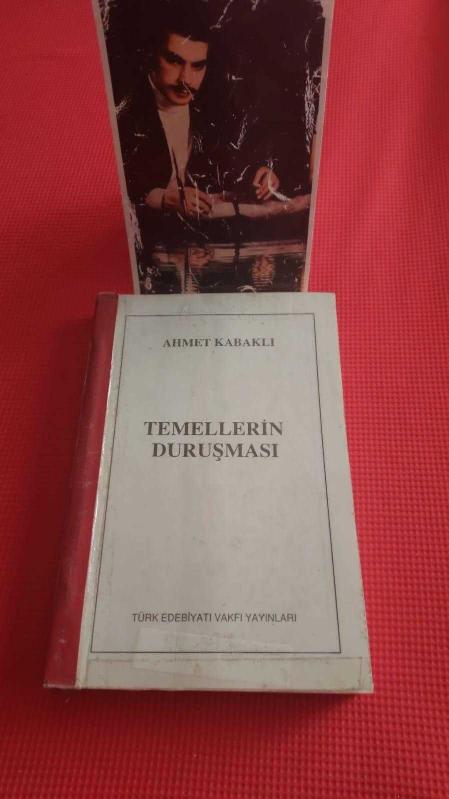 AHMET KABAKLI
TEMELLERİN
DURUŞMASI
TÜRK EDEBİYATI VAKFI YAYINLARI